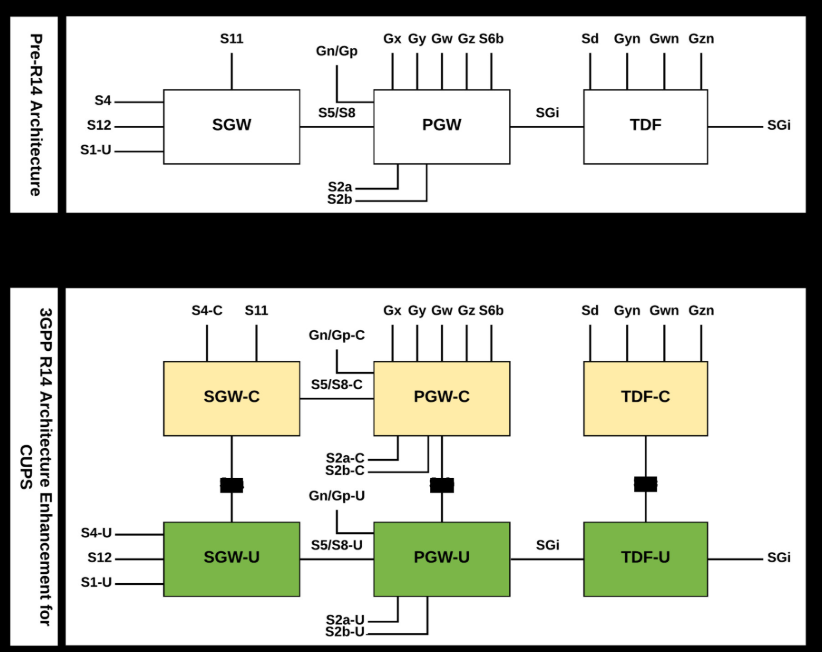 Pre-R14 Architecture
S11
Gn/Gp
Gx Gy Gw Gz S6b
Sd Gyn Gwn Gzn
S4
S12
S1-U
SGW
S5/S8
PGW
SGi
TDF
SGi
S2a
S2b
3GPP R14 Architecture Enhancement for
CUPS
S4-C S11
Gn/Gp-C
Gx Gy Gw Gz S6b
Sd Gyn Gwn Gzn
SGW-C
S5/S8-C
PGW-C
TDF-C
S2a-C
S2b-C
Gn/Gp-U
S4-U
S12
S1-U
SGW-U
S5/S8-U
PGW-U
SGi
TDF-U
SGi
S2a-U
S2b-U